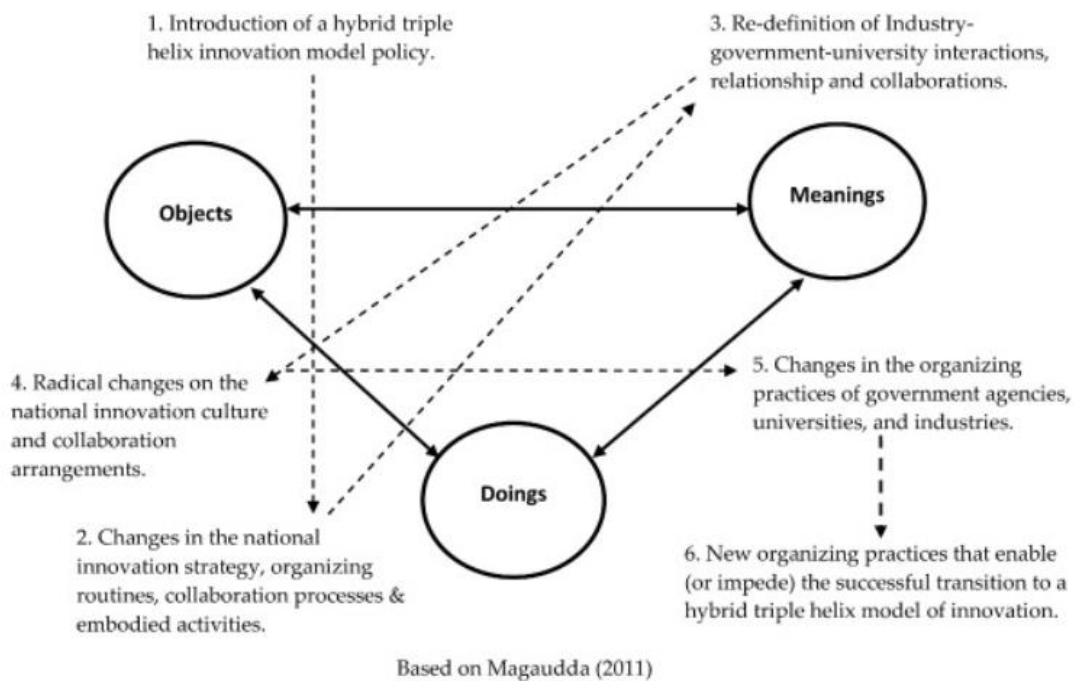 1. Introduction of a hybrid triple
helix innovation model policy.
3. Re-definition of Industry-
government-university interactions,
relationship and collaborations.
Objects
Meanings
4. Radical changes on the
national innovation culture
and collaboration
arrangements.
5. Changes in the organizing
practices of government agencies,
universities, and industries.
Doings
2. Changes in the national
innovation strategy, organizing
routines, collaboration processes &
embodied activities.
6. New organizing practices that enable
(or impede) the successful transition to a
hybrid triple helix model of innovation.
Based on Magaudda (2011)